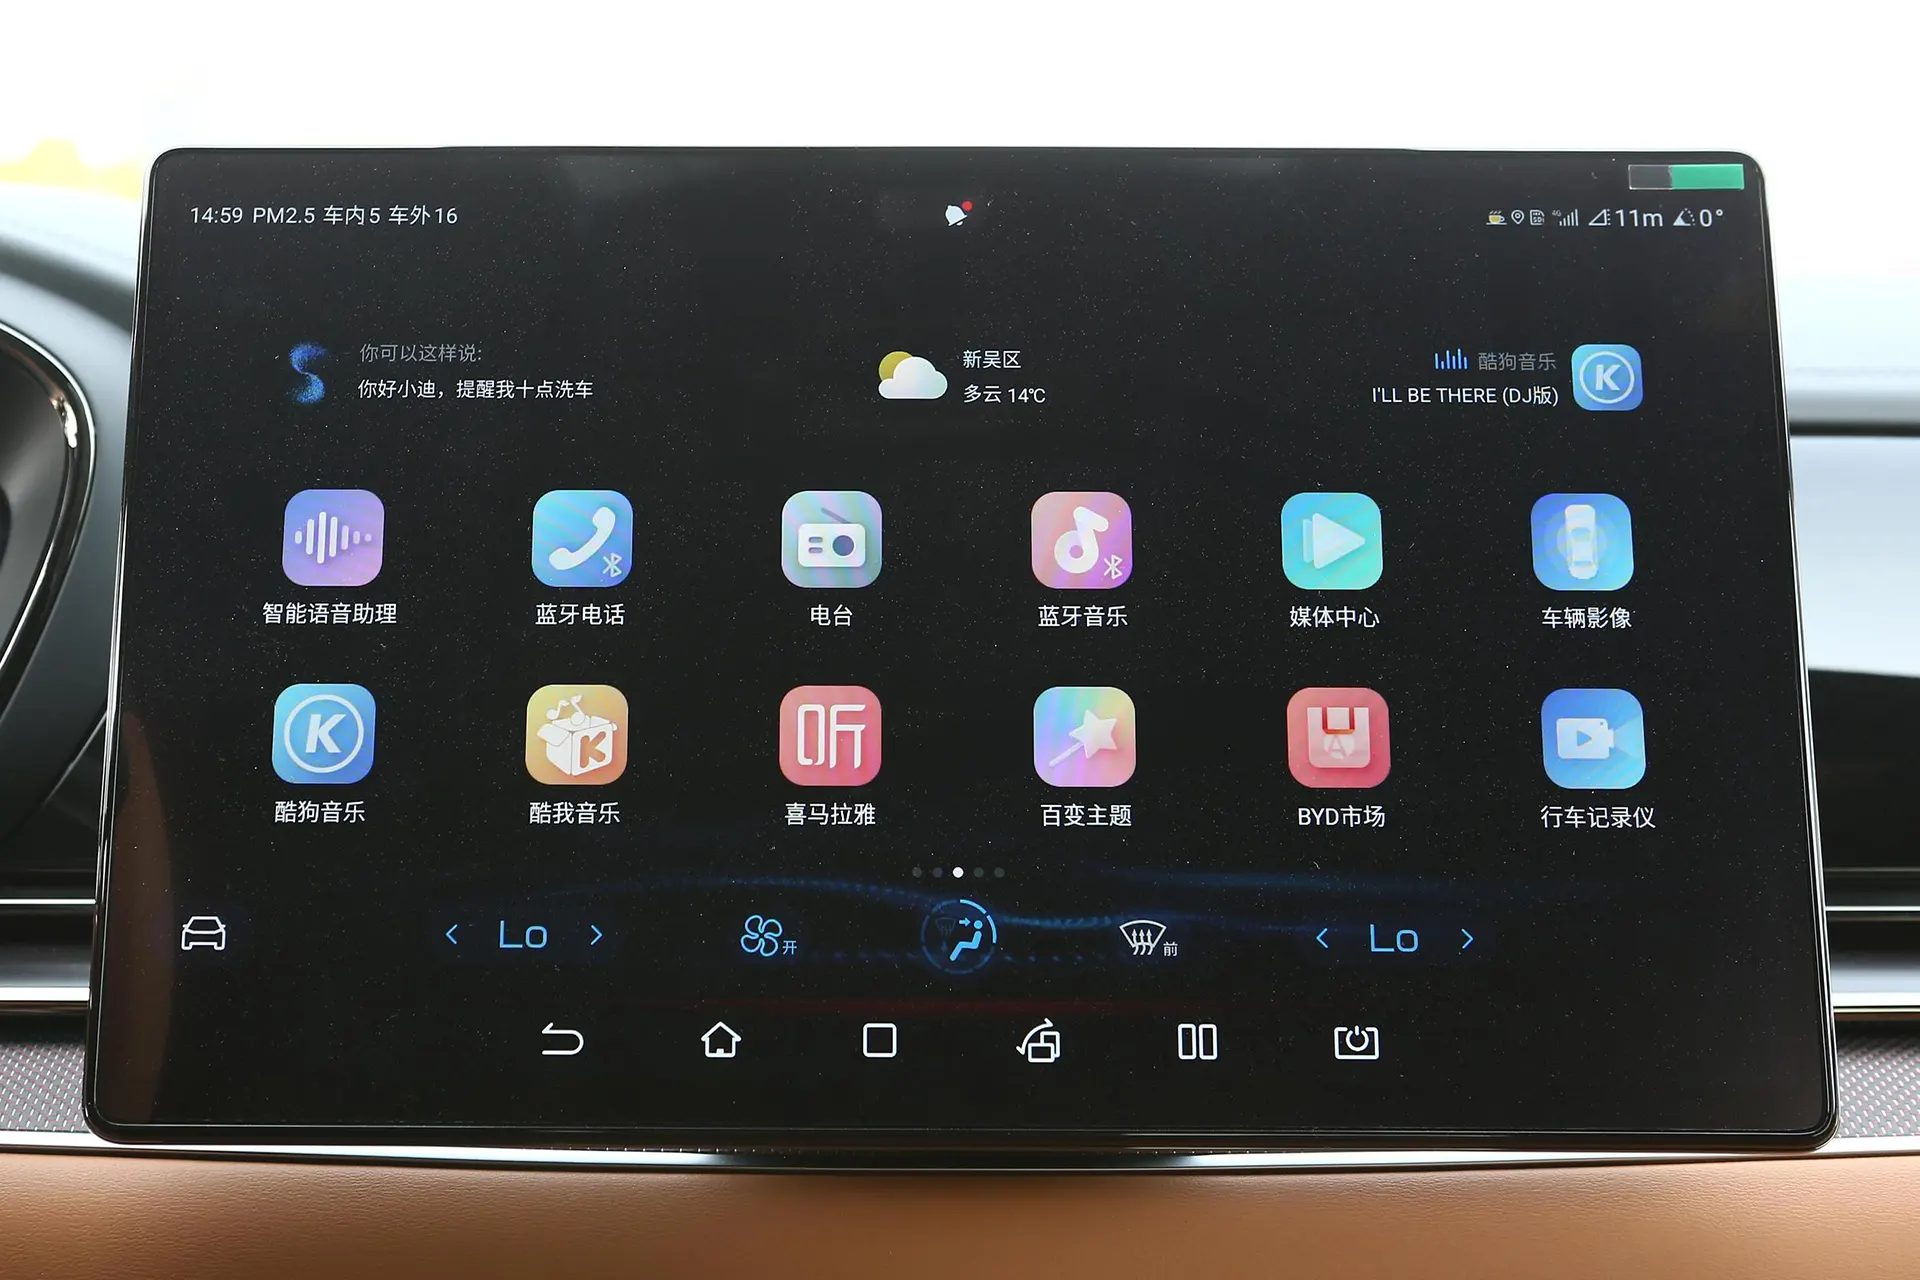 14:59 PM2.5 车内5 车外16
4G 11m 0°
你可以这样说:
你好小迪，提醒我十点洗车
新吴区
多云 14℃
酷狗音乐
I'LL BE THERE (DJ版)
K
智能语音助理
蓝牙电话
电台
蓝牙音乐
媒体中心
车辆影像
K
K
听
A
酷狗音乐
酷我音乐
喜马拉雅
百变主题
BYD市场
行车记录仪
Lo
开
前
Lo